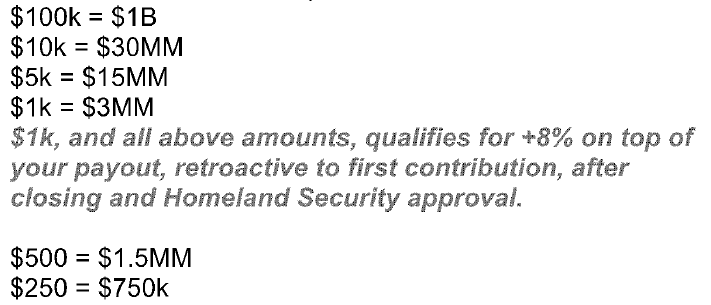 $100k = $1B
$10k = $30MM
$5k = $15MM
$1k = $3MM
$1k, and all above amounts, qualifies for +8% on top of
your payout, retroactive to first contribution, after
closing and Homeland Security approval.
$500 = $1.5MM
$250 = $750k